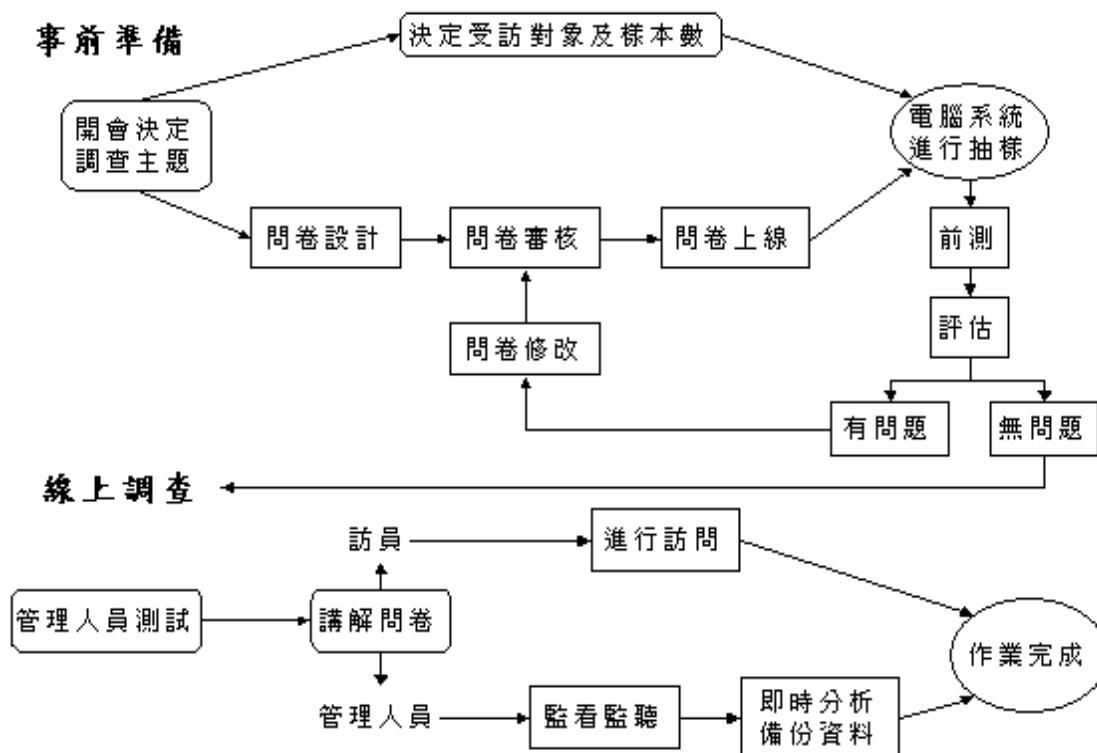 事前準備
決定受訪對象及樣本數
開會決定
調查主題
電腦系統
進行抽樣
問卷設計
問卷審核
問卷上線
前測
問卷修改
評估
有問題
無問題
線上調查
訪員
進行訪問
管理人員測試
講解問卷
作業完成
管理人員
監看監聽
即時分析
備份資料